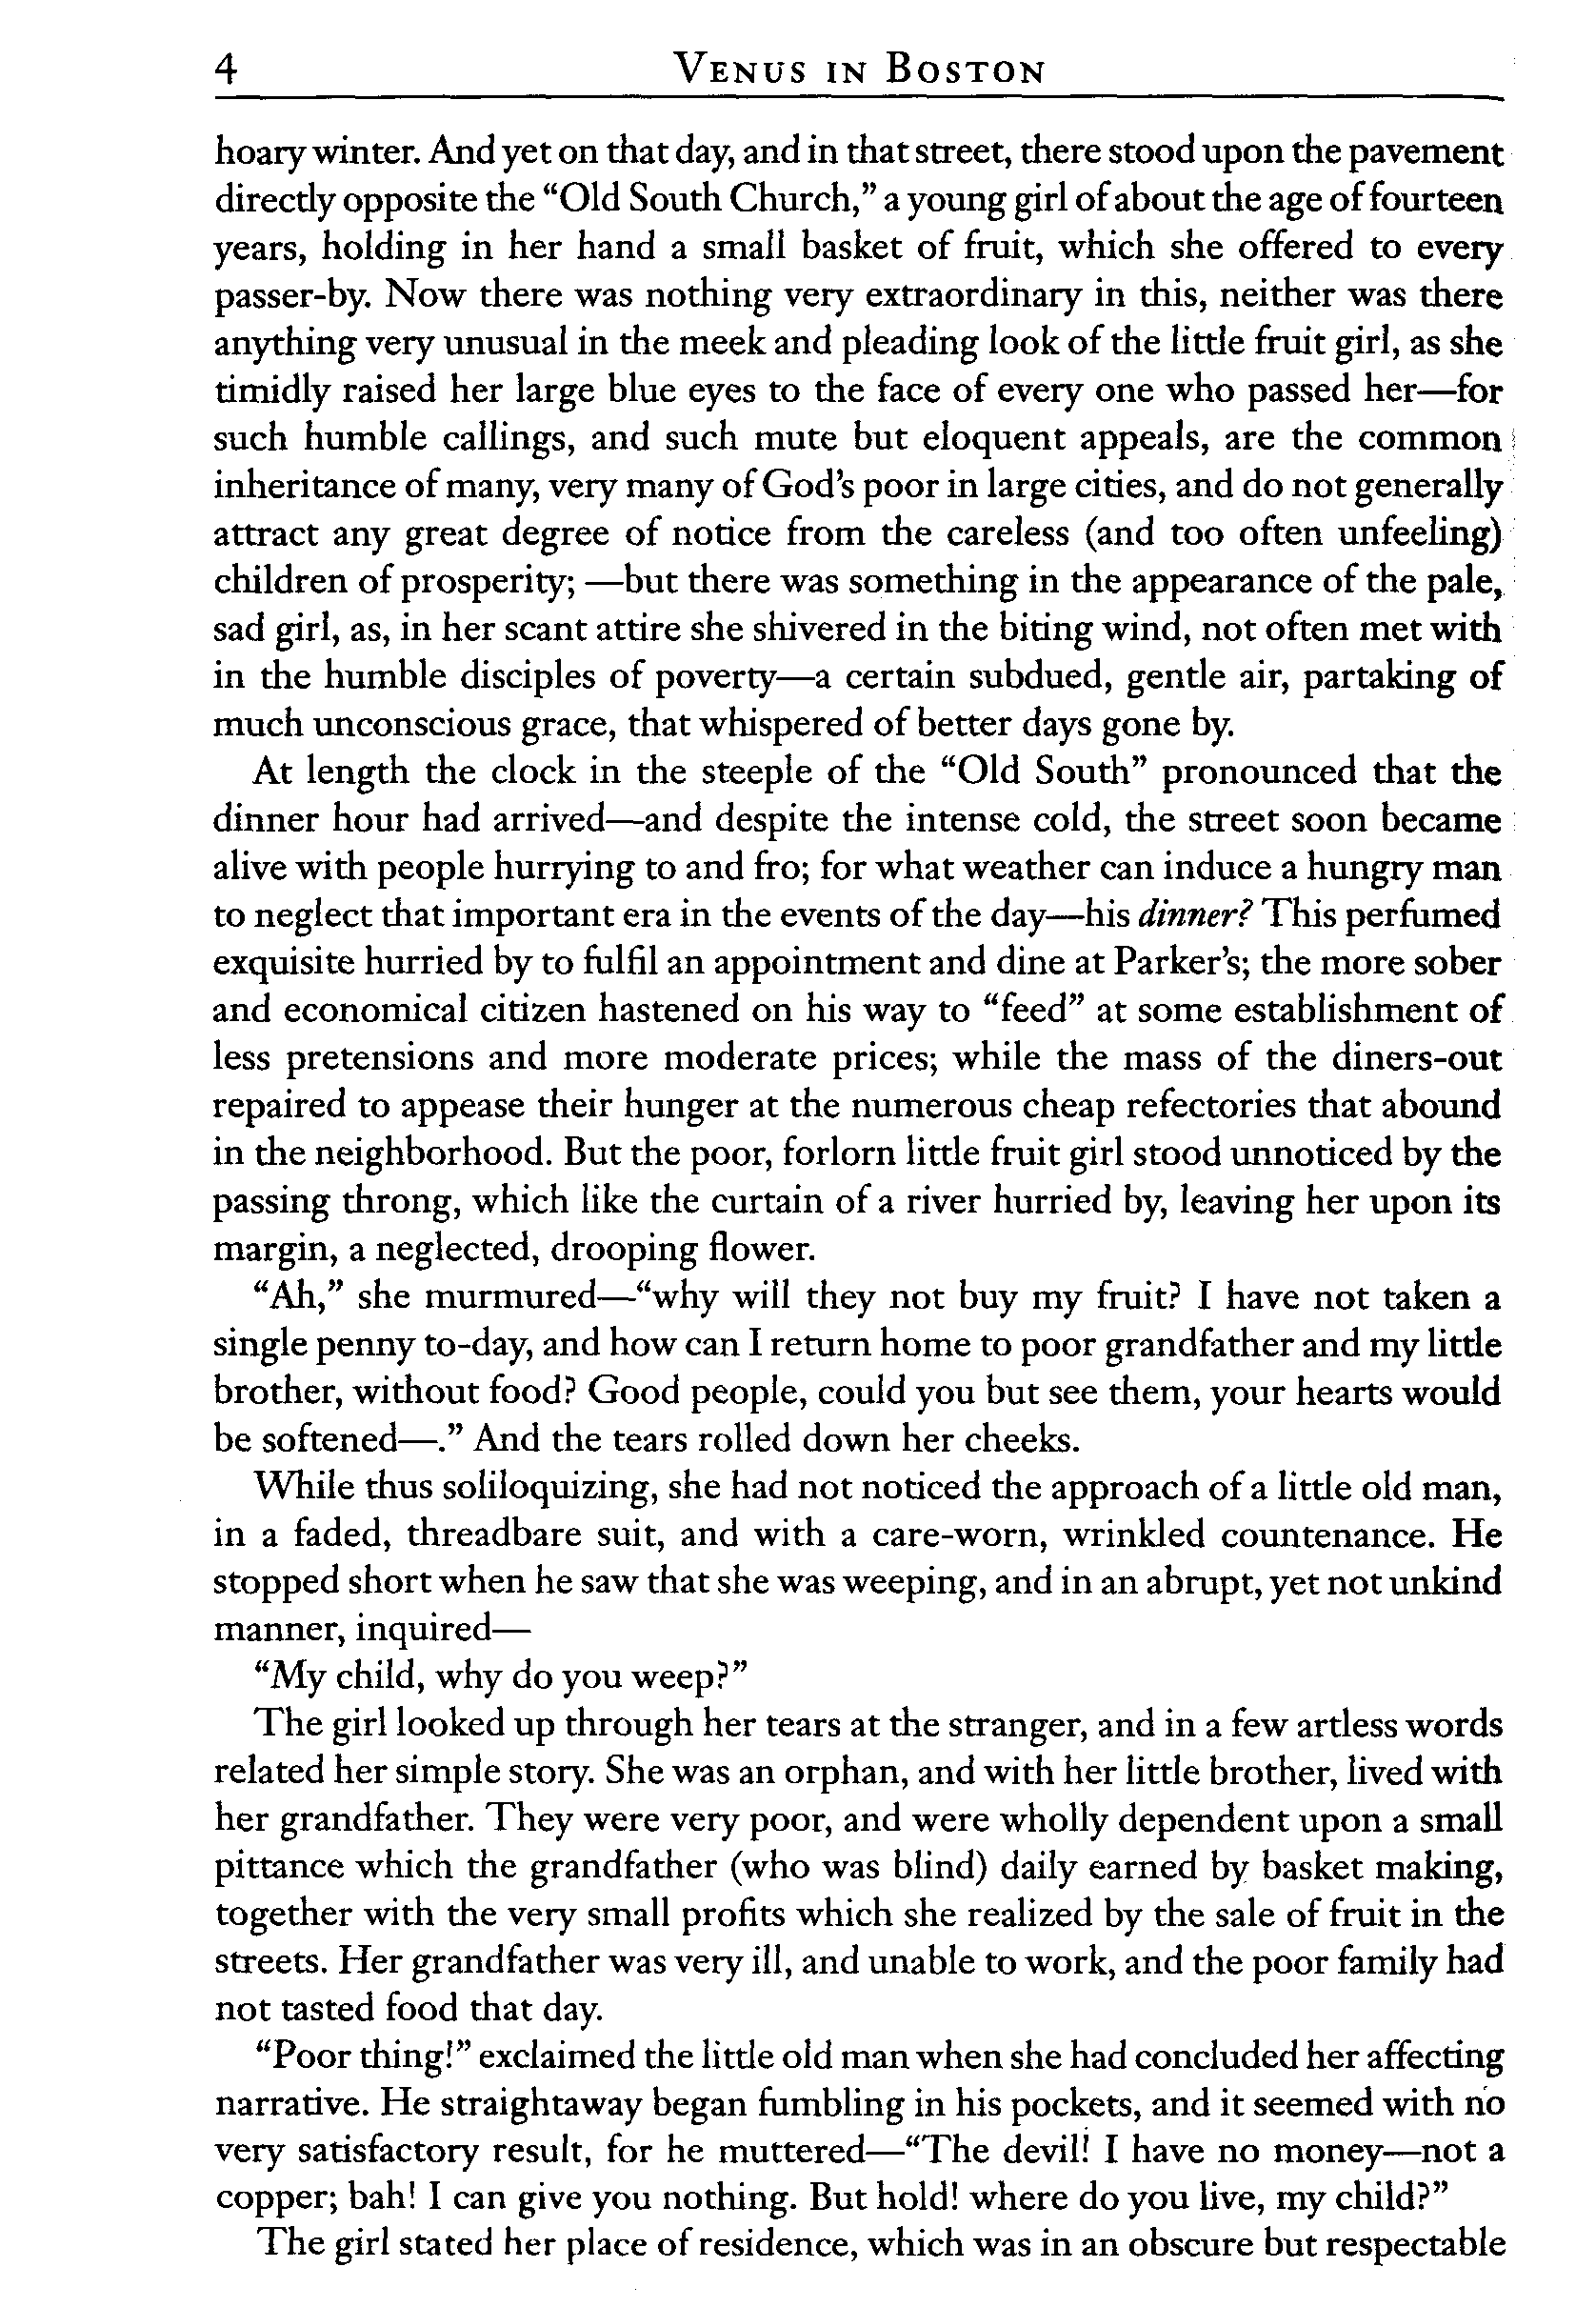 4 VENUS IN BOSTON
hoary winter. And yet on that day, and in that street, there stood upon the pavement
directly opposite the “Old South Church,” a young girl of about the age of fourteen
years, holding in her hand a small basket of fruit, which she offered to every
passer-by. Now there was nothing very extraordinary in this, neither was there
anything very unusual in the meek and pleading look of the little fruit girl, as she
timidly raised her large blue eyes to the face of every one who passed her—for
such humble callings, and such mute but eloquent appeals, are the common
inheritance of many, very many of God’s poor in large cities, and do not generally
attract any great degree of notice from the careless (and too often unfeeling)
children of prosperity; —but there was something in the appearance of the pale,
sad girl, as, in her scant attire she shivered in the biting wind, not often met with
in the humble disciples of poverty—a certain subdued, gentle air, partaking of
much unconscious grace, that whispered of better days gone by.
At length the clock in the steeple of the “Old South” pronounced that the
dinner hour had arrived—and despite the intense cold, the street soon became
alive with people hurrying to and fro; for what weather can induce a hungry man
to neglect that important era in the events of the day—his dinner? This perfumed
exquisite hurried by to fulfil an appointment and dine at Parker’s; the more sober
and economical citizen hastened on his way to “feed” at some establishment of
less pretensions and more moderate prices; while the mass of the diners-out
repaired to appease their hunger at the numerous cheap refectories that abound
in the neighborhood. But the poor, forlorn little fruit girl stood unnoticed by the
passing throng, which like the curtain of a river hurried by, leaving her upon its
margin, a neglected, drooping flower.
“Ah,” she murmured—“why will they not buy my fruit? I have not taken a
single penny to-day, and how can I return home to poor grandfather and my little
brother, without food? Good people, could you but see them, your hearts would
be softened—.” And the tears rolled down her cheeks.
While thus soliloquizing, she had not noticed the approach of a little old man,
in a faded, threadbare suit, and with a care-worn, wrinkled countenance. He
stopped short when he saw that she was weeping, and in an abrupt, yet not unkind
manner, inquired—
“My child, why do you weep?”
The girl looked up through her tears at the stranger, and in a few artless words
related her simple story. She was an orphan, and with her little brother, lived with
her grandfather. They were very poor, and were wholly dependent upon a small
pittance which the grandfather (who was blind) daily earned by basket making,
together with the very small profits which she realized by the sale of fruit in the
streets. Her grandfather was very ill, and unable to work, and the poor family had
not tasted food that day.
“Poor thing!” exclaimed the little old man when she had concluded her affecting
narrative. He straightaway began fumbling in his pockets, and it seemed with no
very satisfactory result, for he muttered—“The devil! I have no money—not a
copper; bah! I can give you nothing. But hold! where do you live, my child?”
The girl stated her place of residence, which was in an obscure but respectable